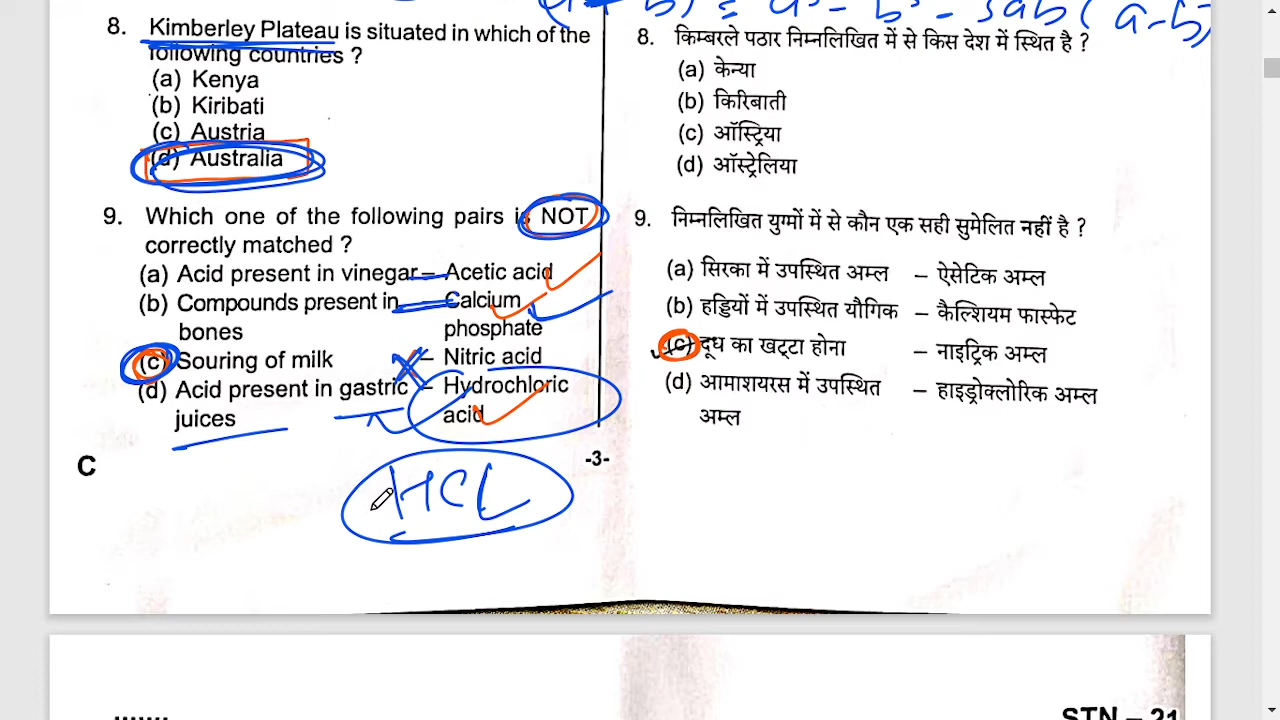 (a - b) = a³ - b³ - 3ab(a-b)
8. Kimberley Plateau is situated in which of the
following countries ?
(a) Kenya
(b) Kiribati
(c) Austria
(d) Australia
9. Which one of the following pairs is NOT
correctly matched ?
(a) Acid present in vinegar – Acetic acid
(b) Compounds present in – Calcium
bones phosphate
(c) Souring of milk – Nitric acid
(d) Acid present in gastric – Hydrochloric
juices acid
C
-3-
HCL
8. किम्बरले पठार निम्नलिखित में से किस देश में स्थित है ?
(a) केन्या
(b) किरिबाती
(c) ऑस्ट्रिया
(d) ऑस्ट्रेलिया
9. निम्नलिखित युग्मों में से कौन एक सही सुमेलित नहीं है ?
(a) सिरका में उपस्थित अम्ल – ऐसेटिक अम्ल
(b) हड्डियों में उपस्थित यौगिक – कैल्शियम फास्फेट
(c) दूध का खट्टा होना – नाइट्रिक अम्ल
(d) आमाशयरस में उपस्थित – हाइड्रोक्लोरिक अम्ल
अम्ल
STN – 21